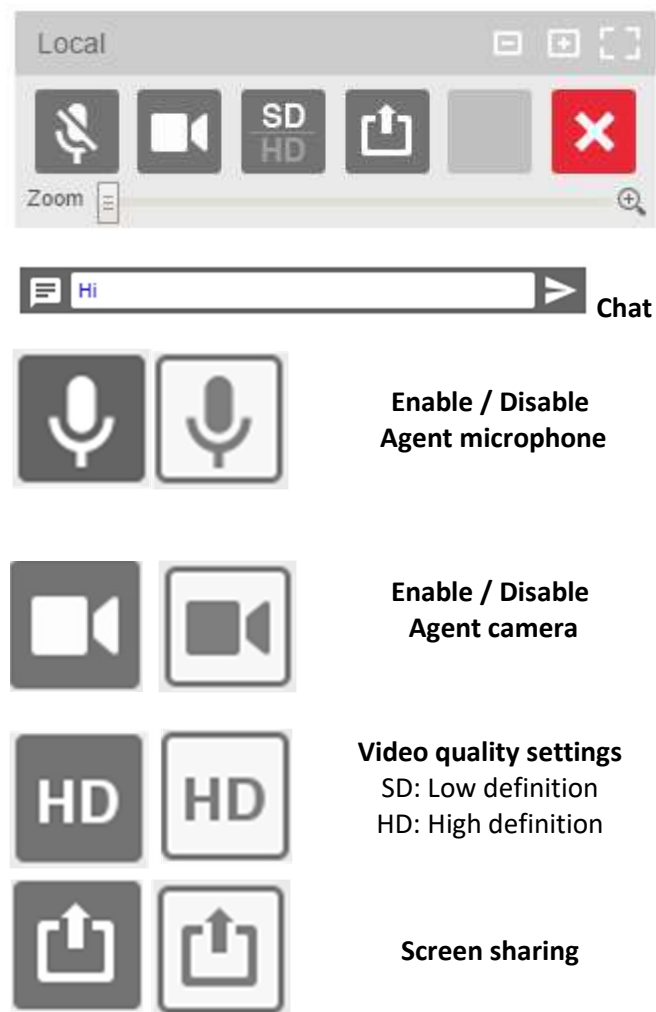 Local
SD
HD
Zoom
Hi
Chat
Enable / Disable
Agent microphone
Enable / Disable
Agent camera
HD HD
Video quality settings
SD: Low definition
HD: High definition
Screen sharing